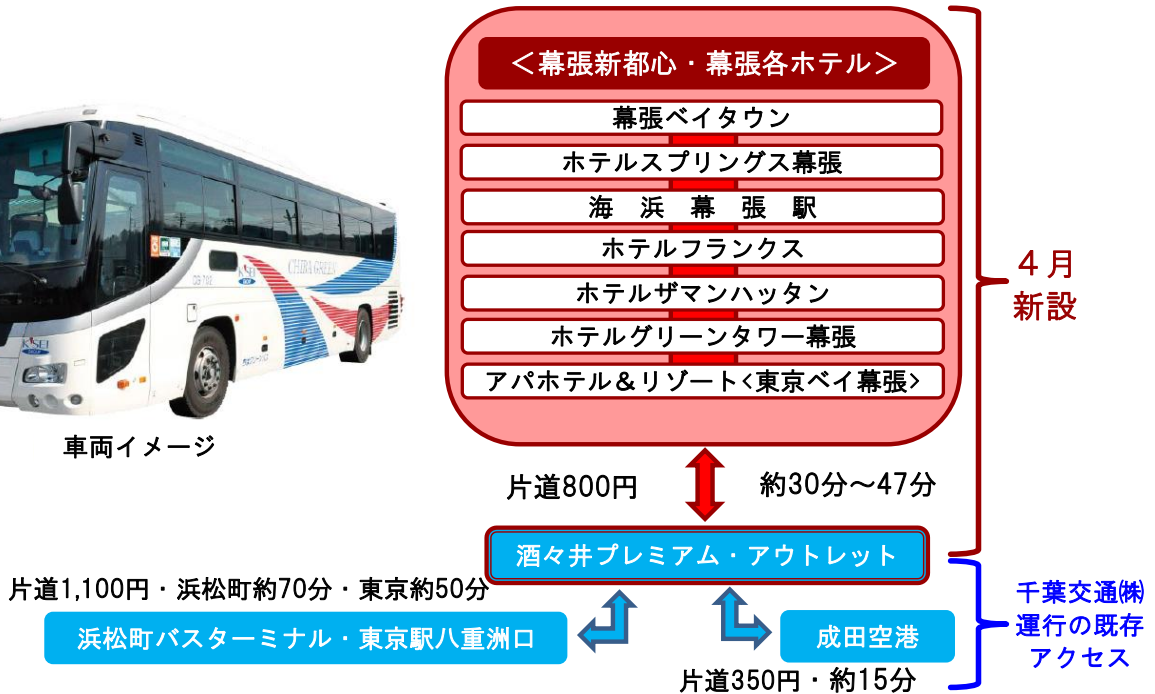 ＜幕張新都心・幕張各ホテル＞
幕張ベイタウン
ホテルスプリングス幕張
海　浜　幕　張　駅
ホテルフランクス
ホテルザマンハッタン
ホテルグリーンタワー幕張
アパホテル＆リゾート<東京ベイ幕張>
４月
新設
CHIBA GREEN
KaSEI
GROUP
CG-702
KaSEI
GROUP
車両イメージ
片道800円
約30分～47分
酒々井プレミアム・アウトレット
片道1,100円・浜松町約70分・東京約50分
浜松町バスターミナル・東京駅八重洲口
成田空港
片道350円・約15分
千葉交通㈱
運行の既存
アクセス